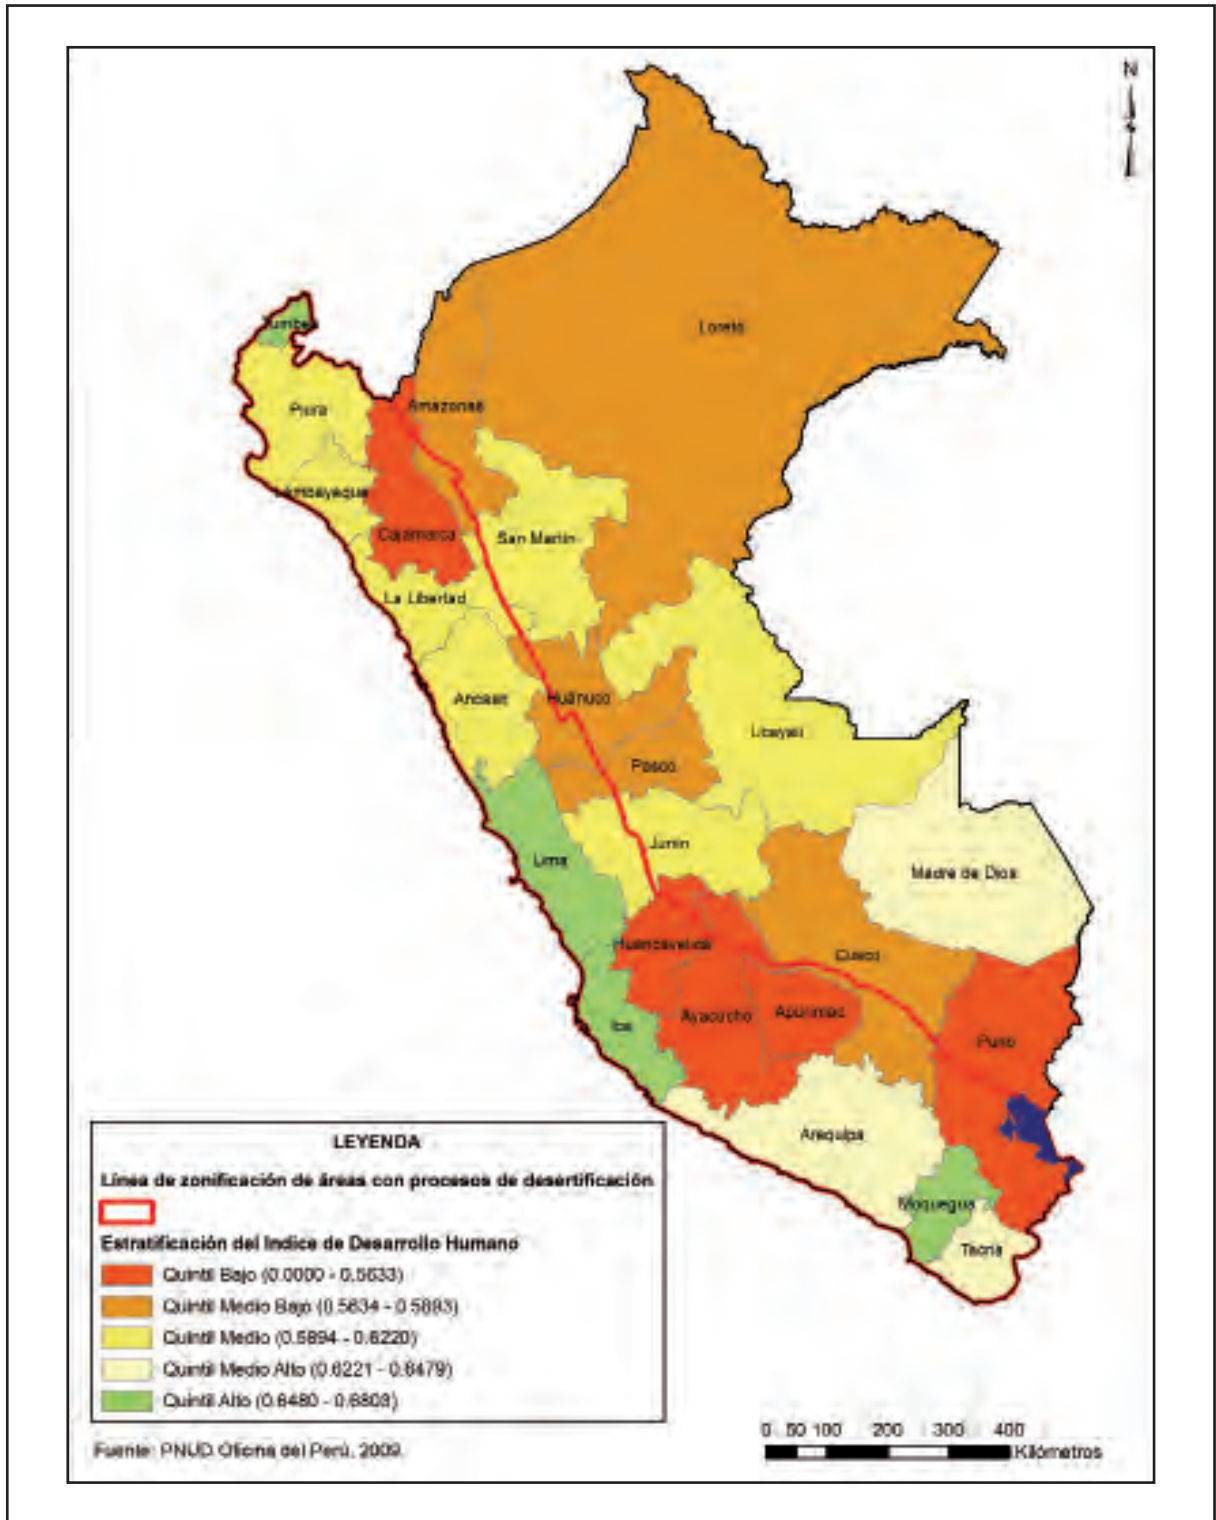 N
Loreto
Tumbes
Amazonas
Piura
Lambayeque
Cajamarca
San Martín
La Libertad
Ancash
Huánuco
Ucayali
Pasco
Junín
Lima
Madre de Dios
Huancavelica
Cusco
Ica
Ayacucho
Apurímac
Puno
Arequipa
Moquegua
Tacna
LEYENDA
Línea de zonificación de áreas con procesos de desertificación
Estratificación del Indice de Desarrollo Humano
Quintil Bajo (0.0000 - 0.5633)
Quintil Medio Bajo (0.5634 - 0.5893)
Quintil Medio (0.5894 - 0.6220)
Quintil Medio Alto (0.6221 - 0.6479)
Quintil Alto (0.6480 - 0.6803)
Fuente: PNUD Oficina del Perú, 2009.
0 50 100 200 300 400
Kilómetros